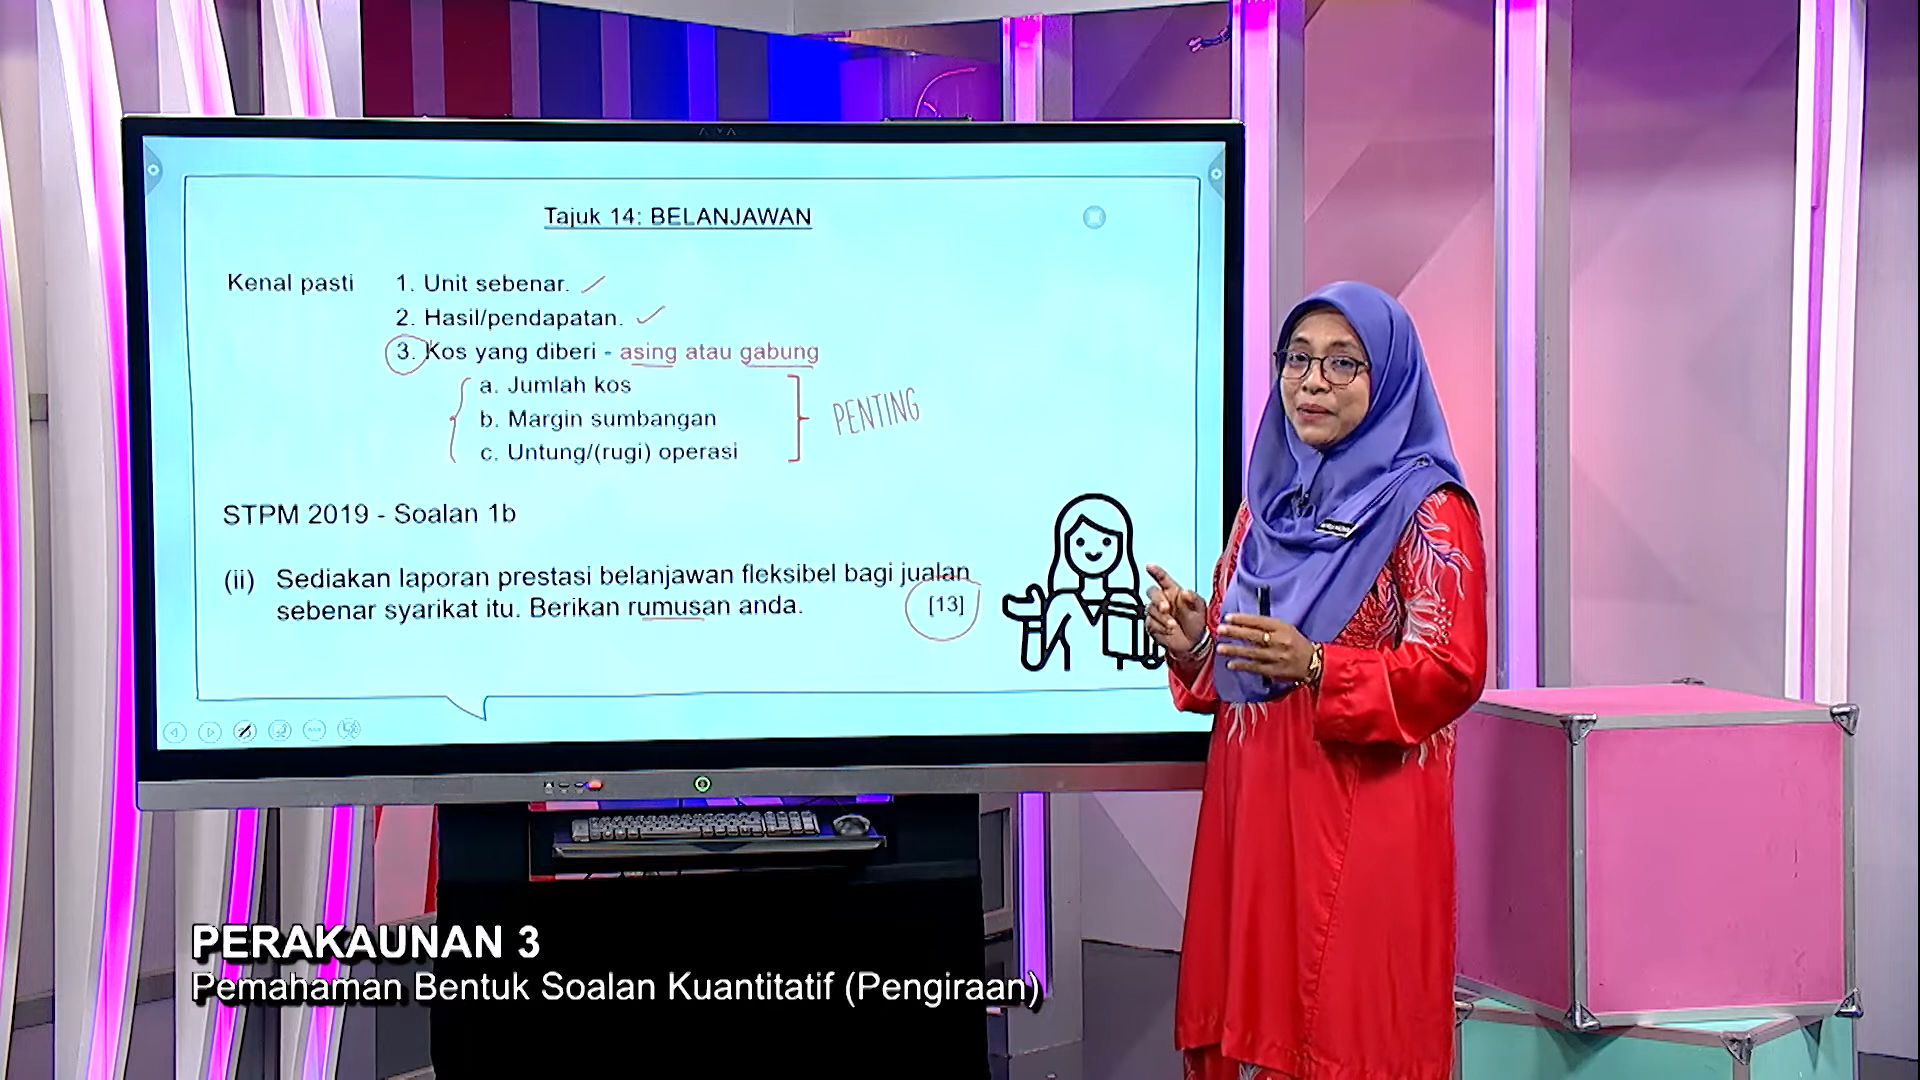 Tajuk 14: BELANJAWAN
Kenal pasti 1. Unit sebenar.
2. Hasil/pendapatan.
3. Kos yang diberi - asing atau gabung
a. Jumlah kos
b. Margin sumbangan
c. Untung/(rugi) operasi
PENTING
STPM 2019 - Soalan 1b
(ii) Sediakan laporan prestasi belanjawan fleksibel bagi jualan
sebenar syarikat itu. Berikan rumusan anda. [13]
PERAKAUNAN 3
Pemahaman Bentuk Soalan Kuantitatif (Pengiraan)